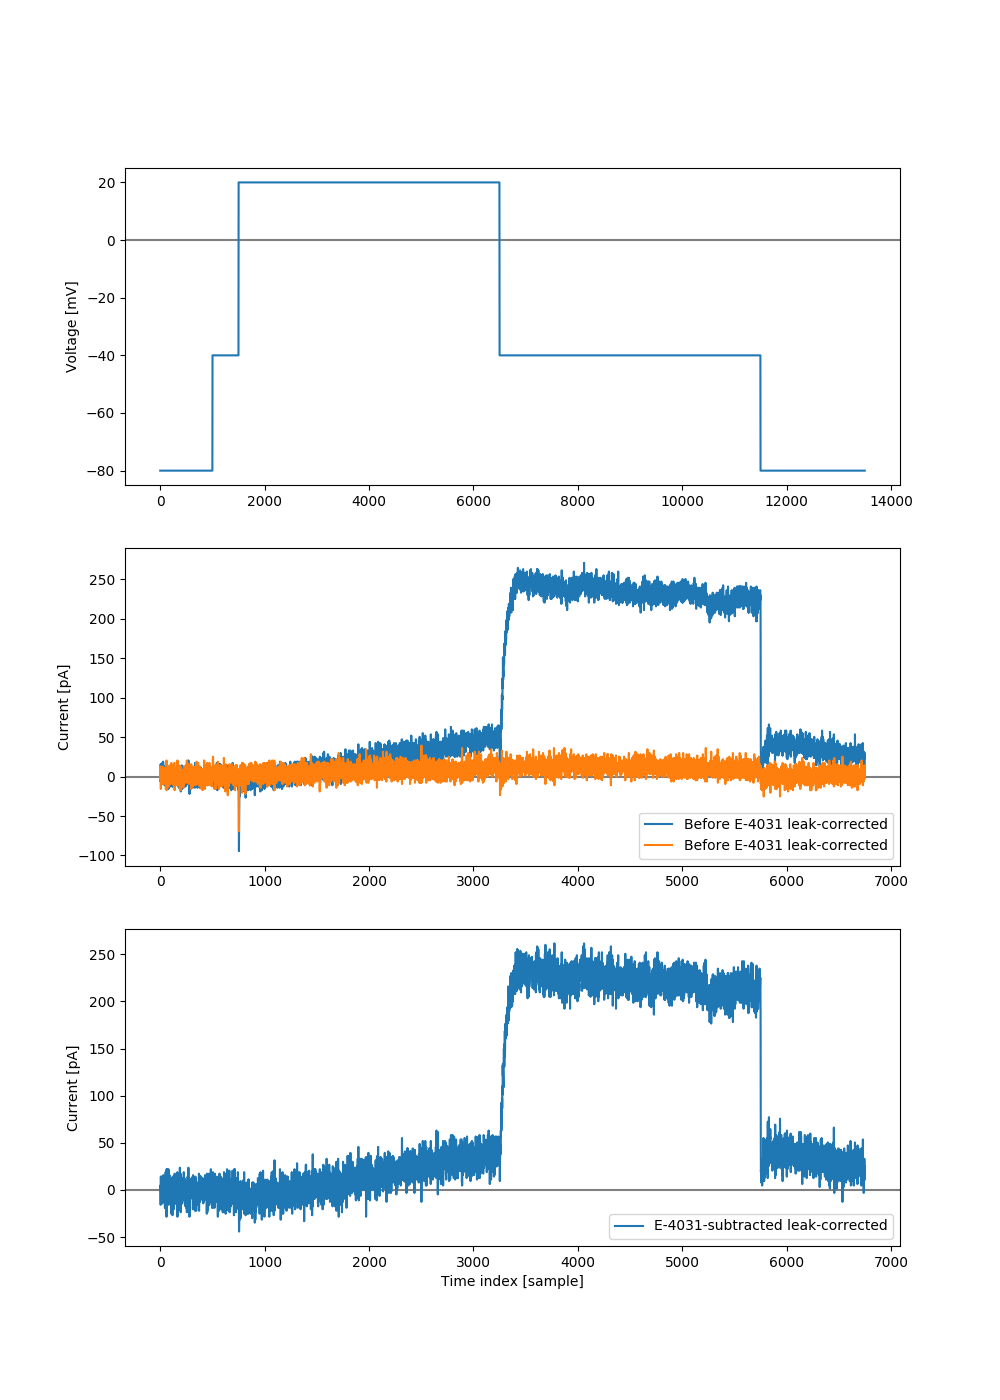 20
0
−20
−40
−60
−80
Voltage [mV]
0 2000 4000 6000 8000 10000 12000 14000
250
200
150
100
50
0
−50
−100
Current [pA]
Before E-4031 leak-corrected
Before E-4031 leak-corrected
0 1000 2000 3000 4000 5000 6000 7000
250
200
150
100
50
0
−50
Current [pA]
E-4031-subtracted leak-corrected
0 1000 2000 3000 4000 5000 6000 7000
Time index [sample]